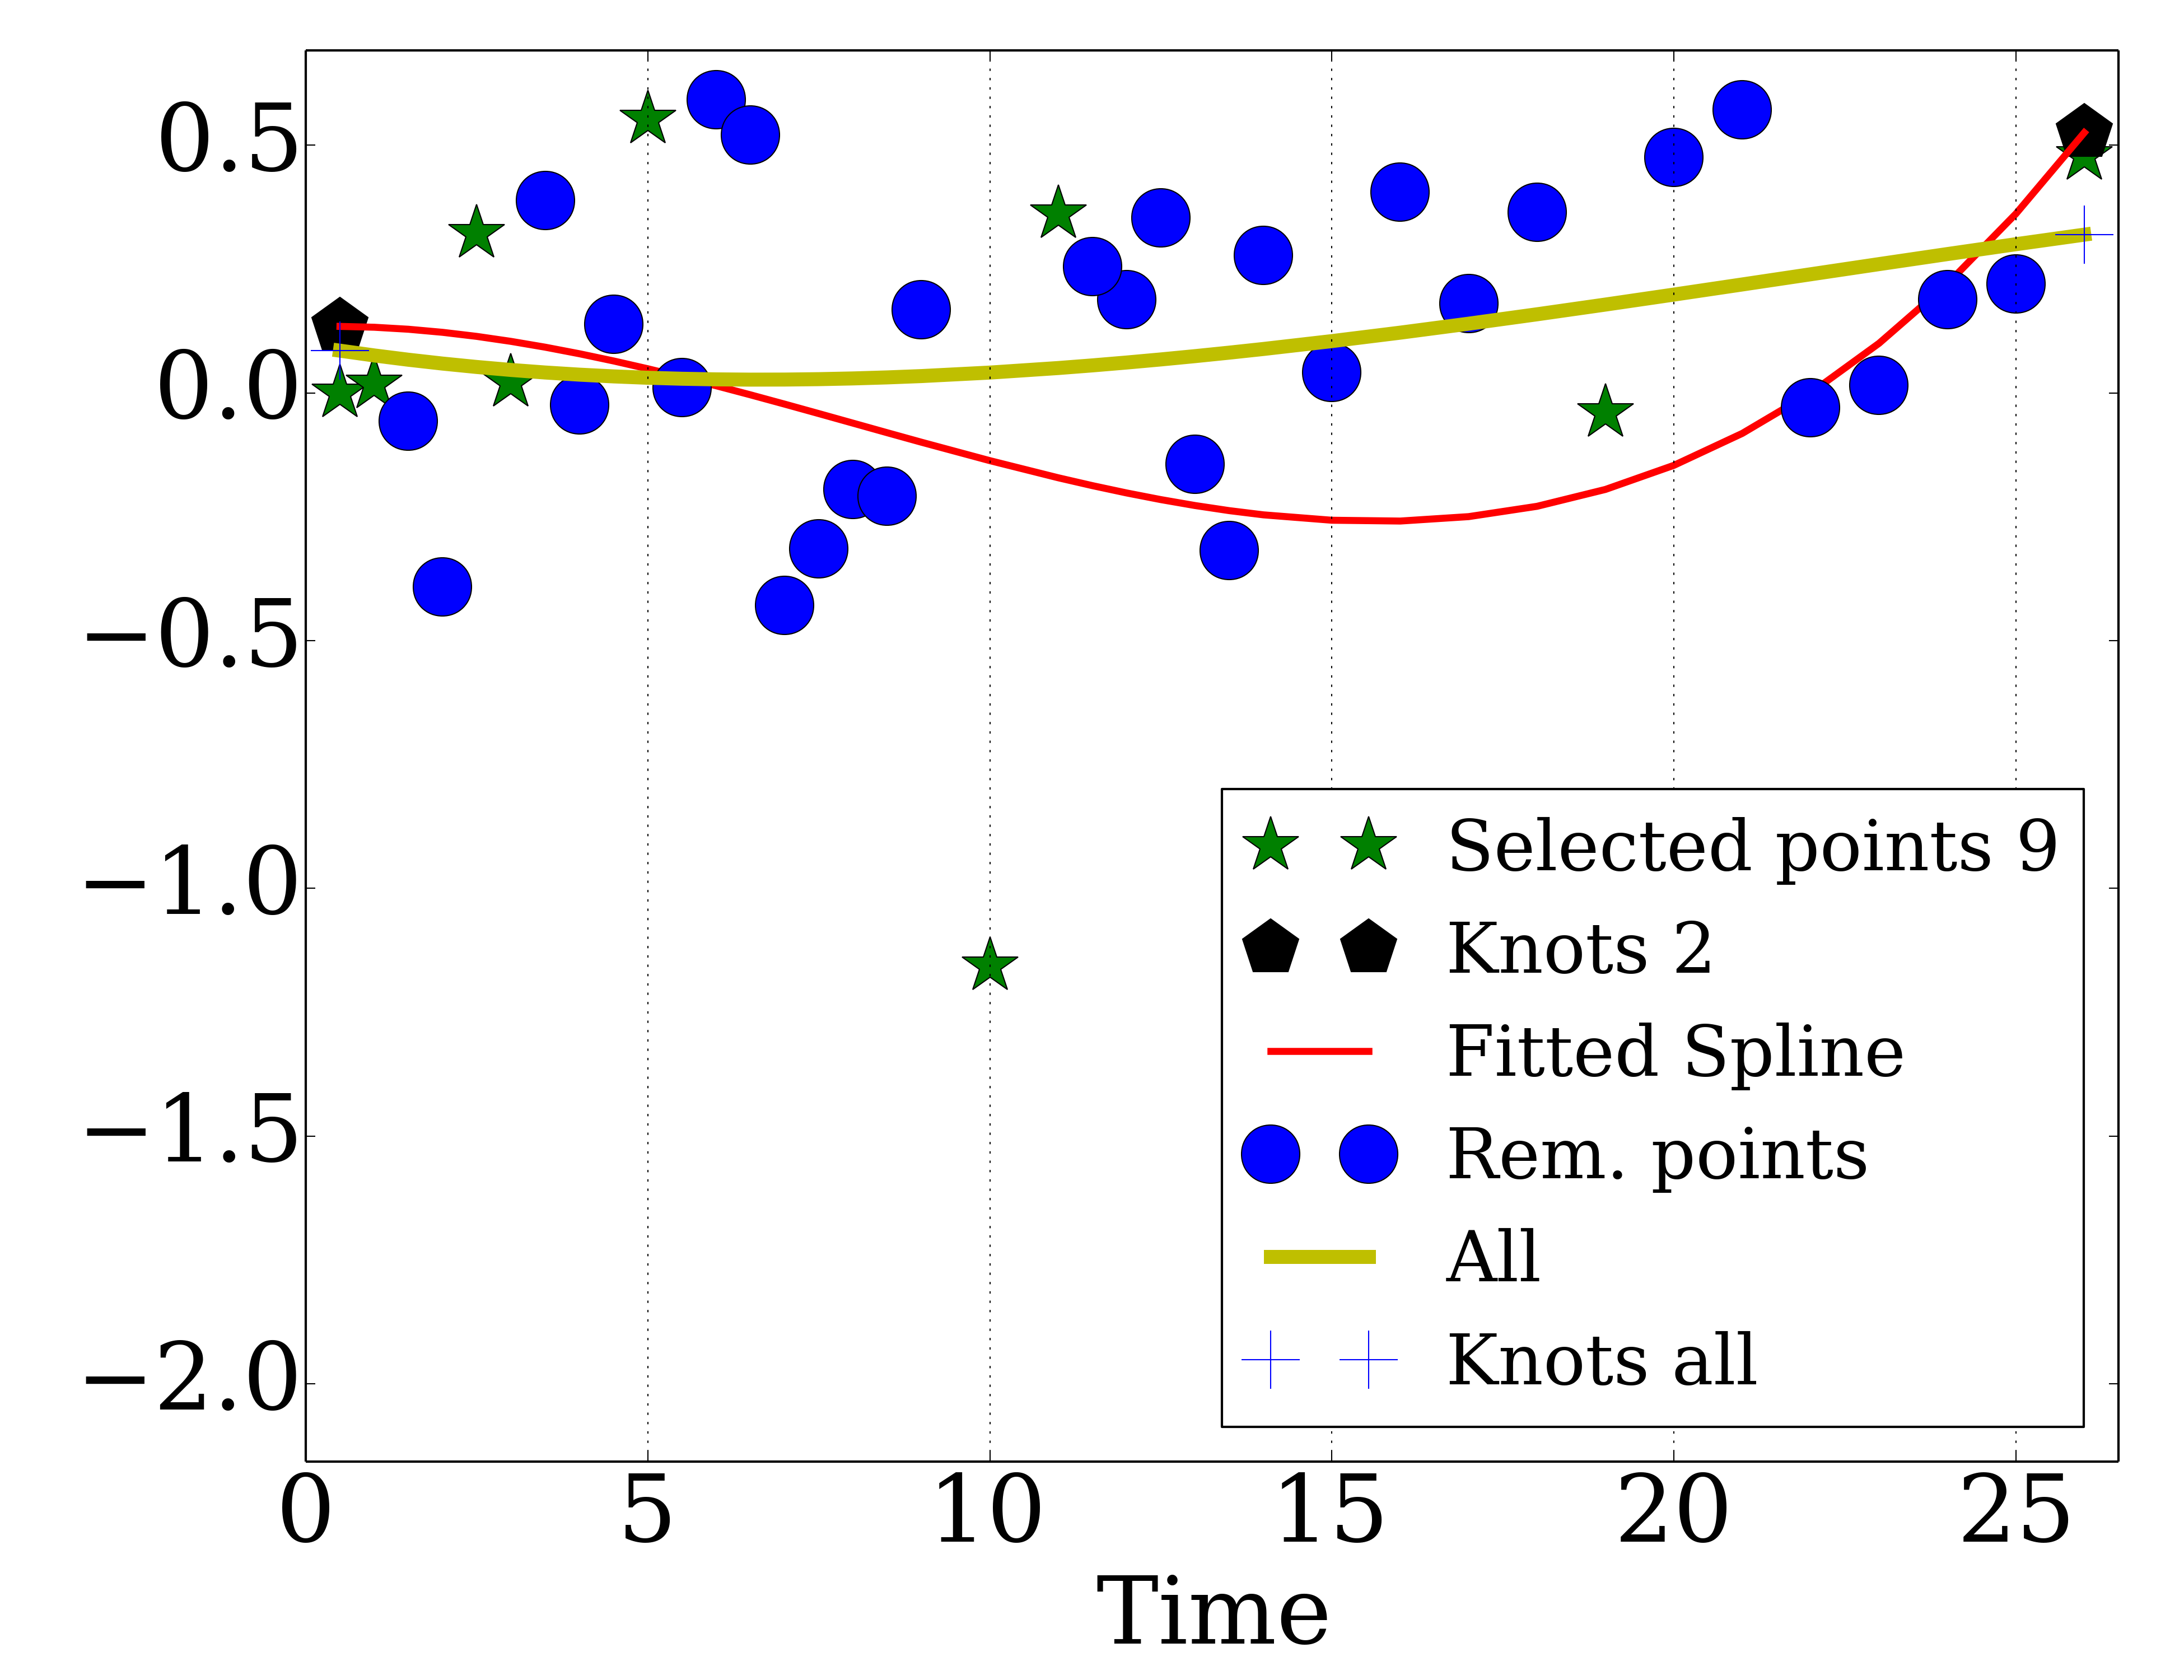 0.5
0.0
−0.5
−1.0
−1.5
−2.0
0 5 10 15 20 25
Time
Selected points 9
Knots 2
Fitted Spline
Rem. points
All
Knots all